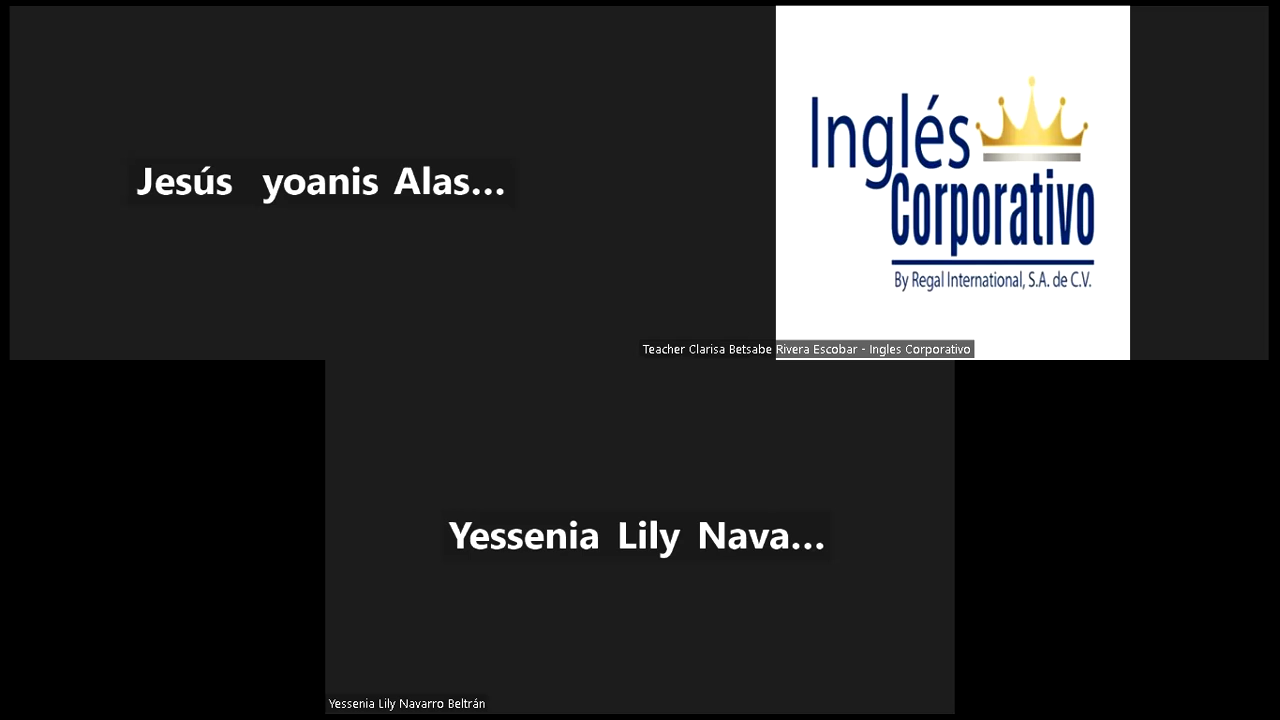 Jesús yoanis Alas...
Inglés
Corporativo
By Regal International, S.A. de C.V.
Teacher Clarisa Betsabe Rivera Escobar - Ingles Corporativo
Yessenia Lily Nava...
Yessenia Lily Navarro Beltrán